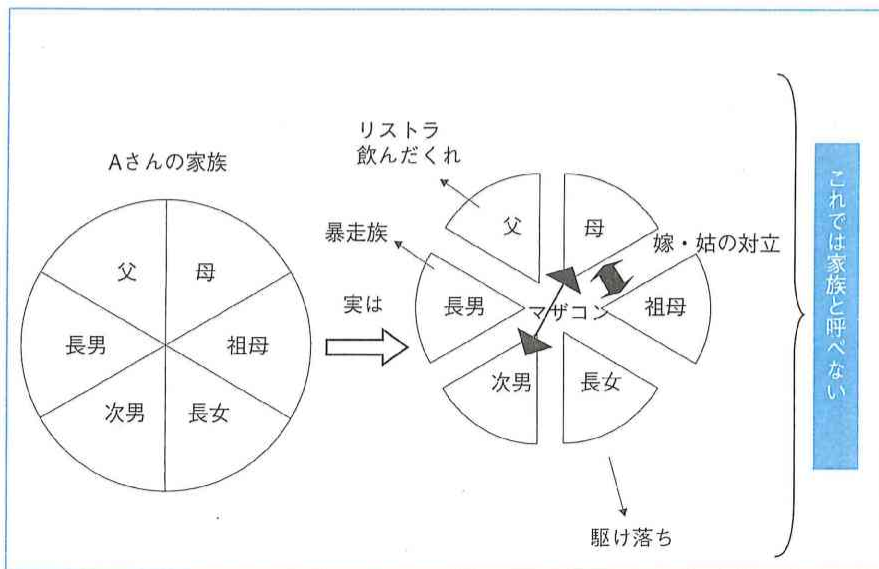 Aさんの家族
父
母
長男
祖母
次男
長女
実は
リストラ
飲んだくれ
暴走族
父
母
嫁・姑の対立
長男
マザコン
祖母
次男
長女
駆け落ち
これでは家族と呼べない